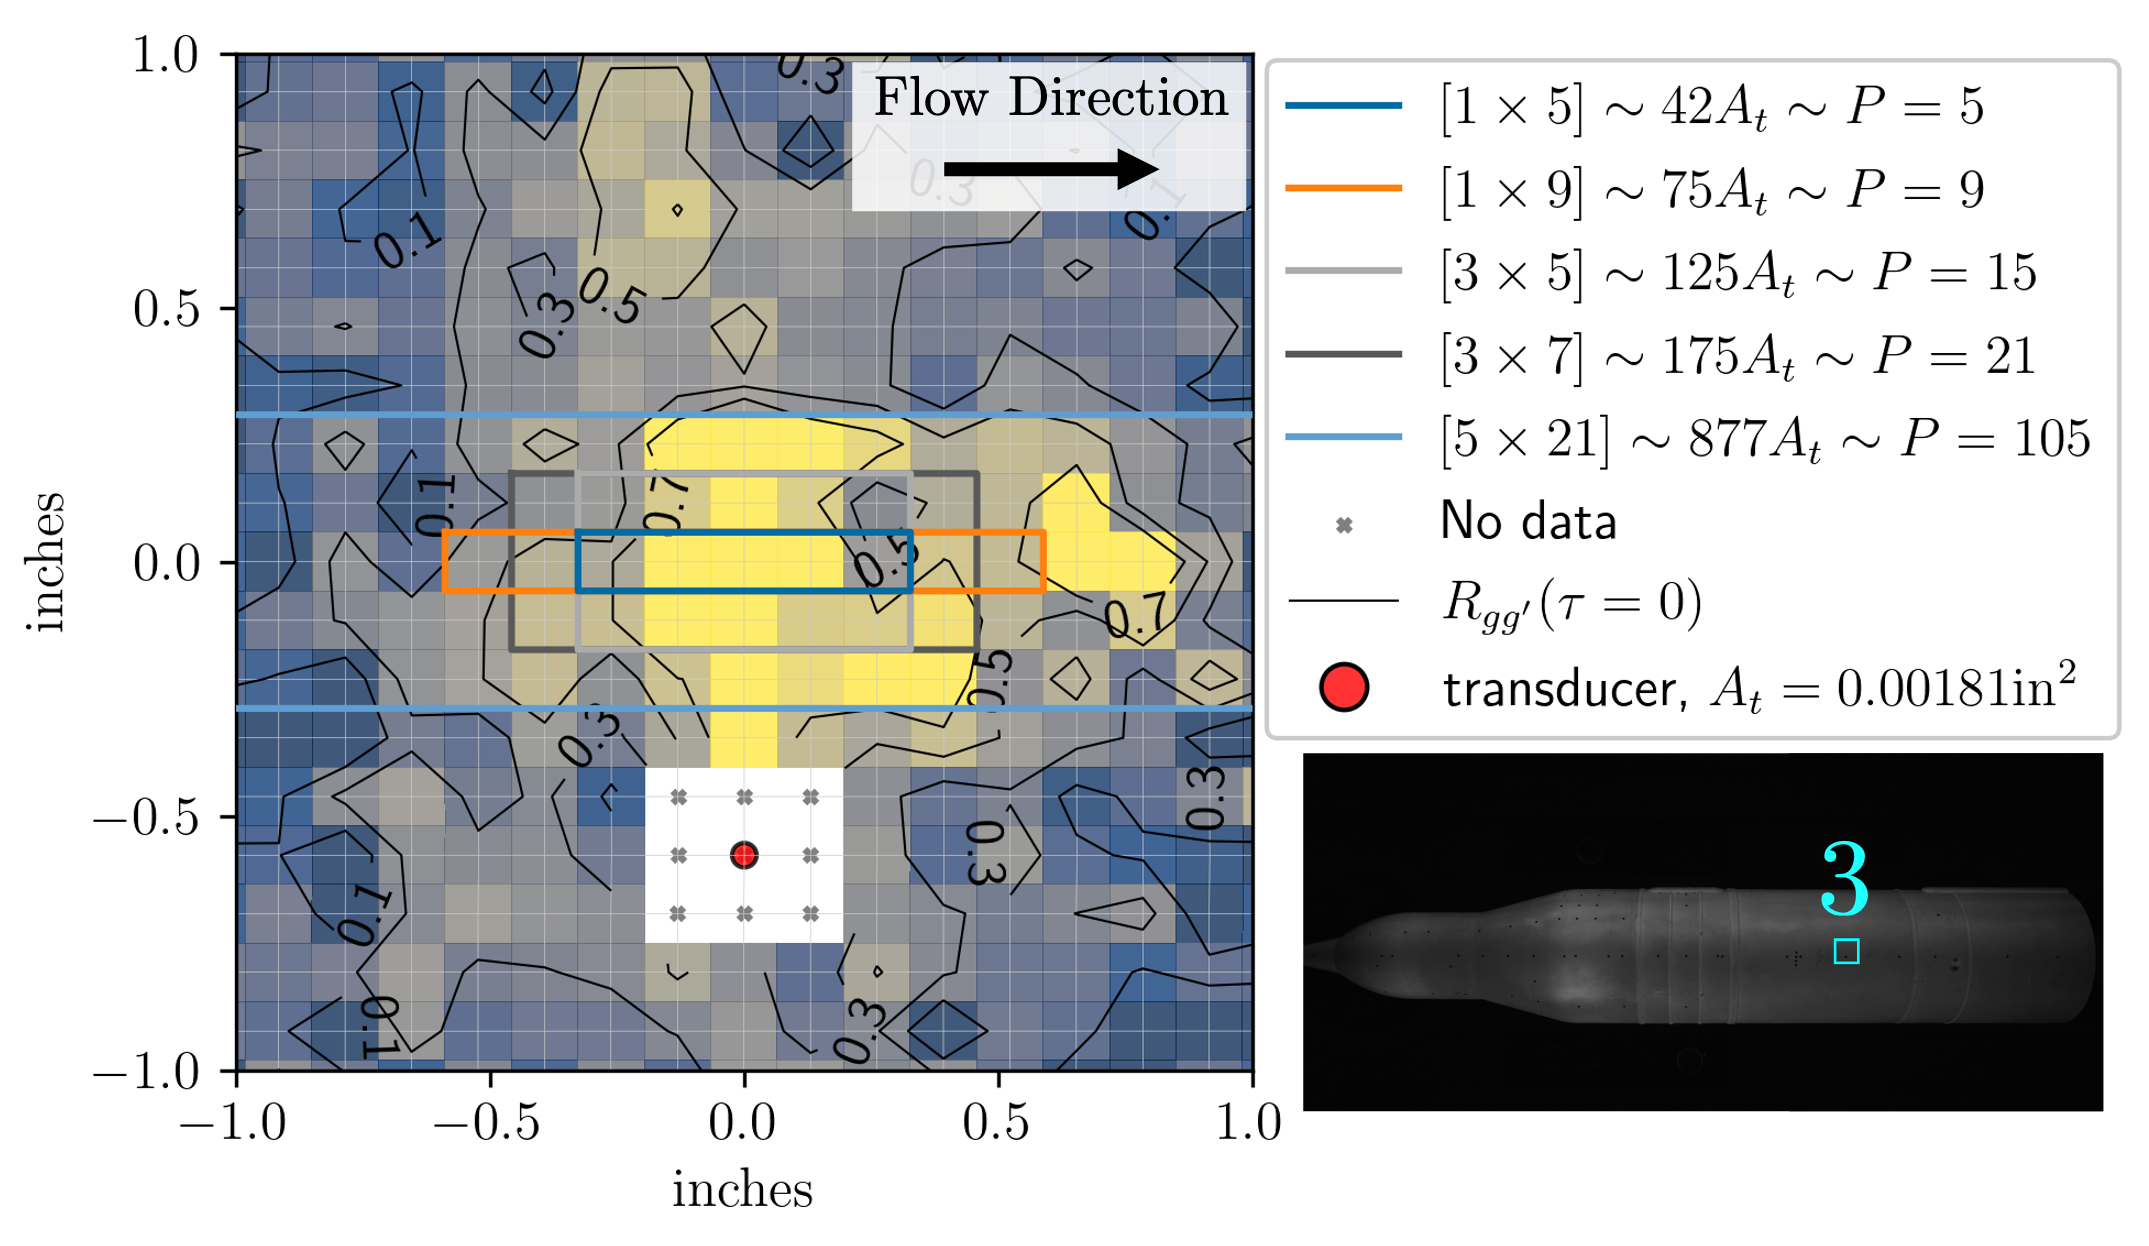 1.0
0.5
0.0
−0.5
−1.0
inches
−1.0
−0.5
0.0
0.5
1.0
inches
Flow Direction
0.3
0.3
0.1
0.1
0.5
0.3
0.1
0.7
0.5
0.7
0.5
0.3
0.3
0.3
0.1
0.1
0.3
[1 × 5] ∼ 42A_t ∼ P = 5
[1 × 9] ∼ 75A_t ∼ P = 9
[3 × 5] ∼ 125A_t ∼ P = 15
[3 × 7] ∼ 175A_t ∼ P = 21
[5 × 21] ∼ 877A_t ∼ P = 105
No data
R_{gg′}(τ = 0)
transducer, A_t = 0.00181in²
3